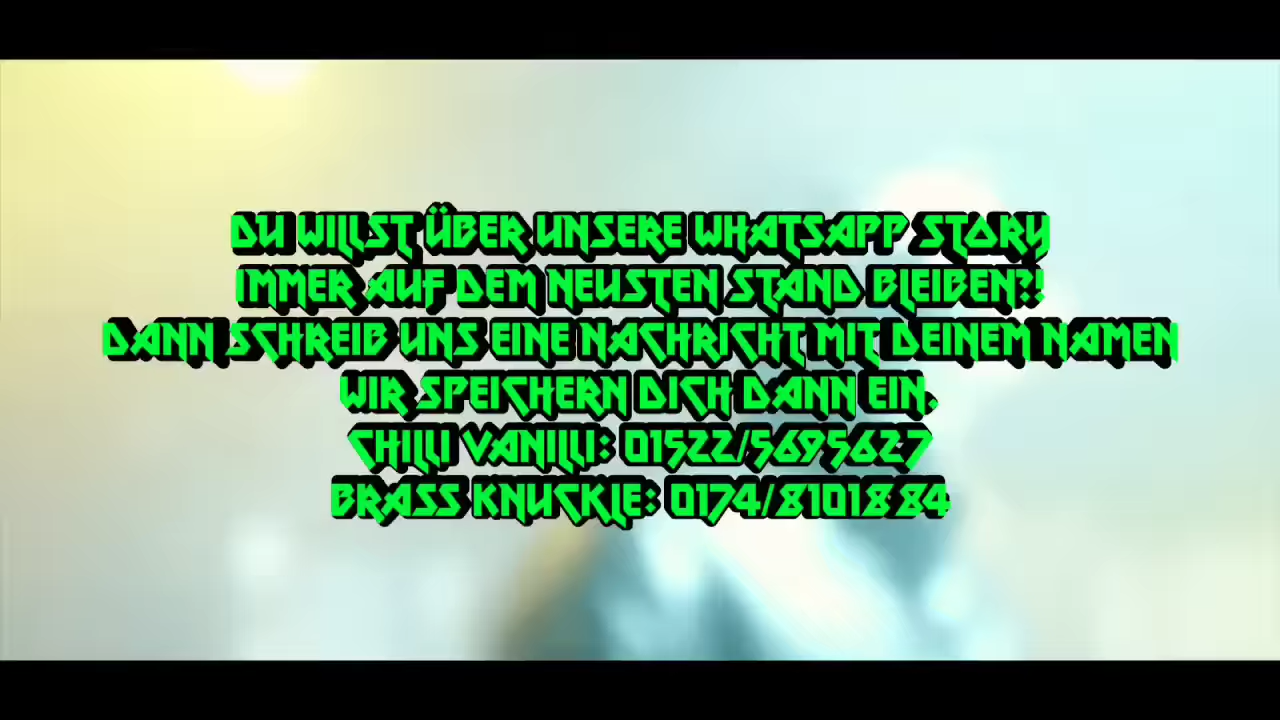 DU WILLST ÜBER UNSERE WHATSAPP STORY
IMMER AUF DEM NEUSTEN STAND BLEIBEN?!
DANN SCHREIB UNS EINE NACHRICHT MIT DEINEM NAMEN
WIR SPEICHERN DICH DANN EIN.
CHILLI VANILLI: 01522/5695627
BRASS KNUCKLE: 0174/8101884